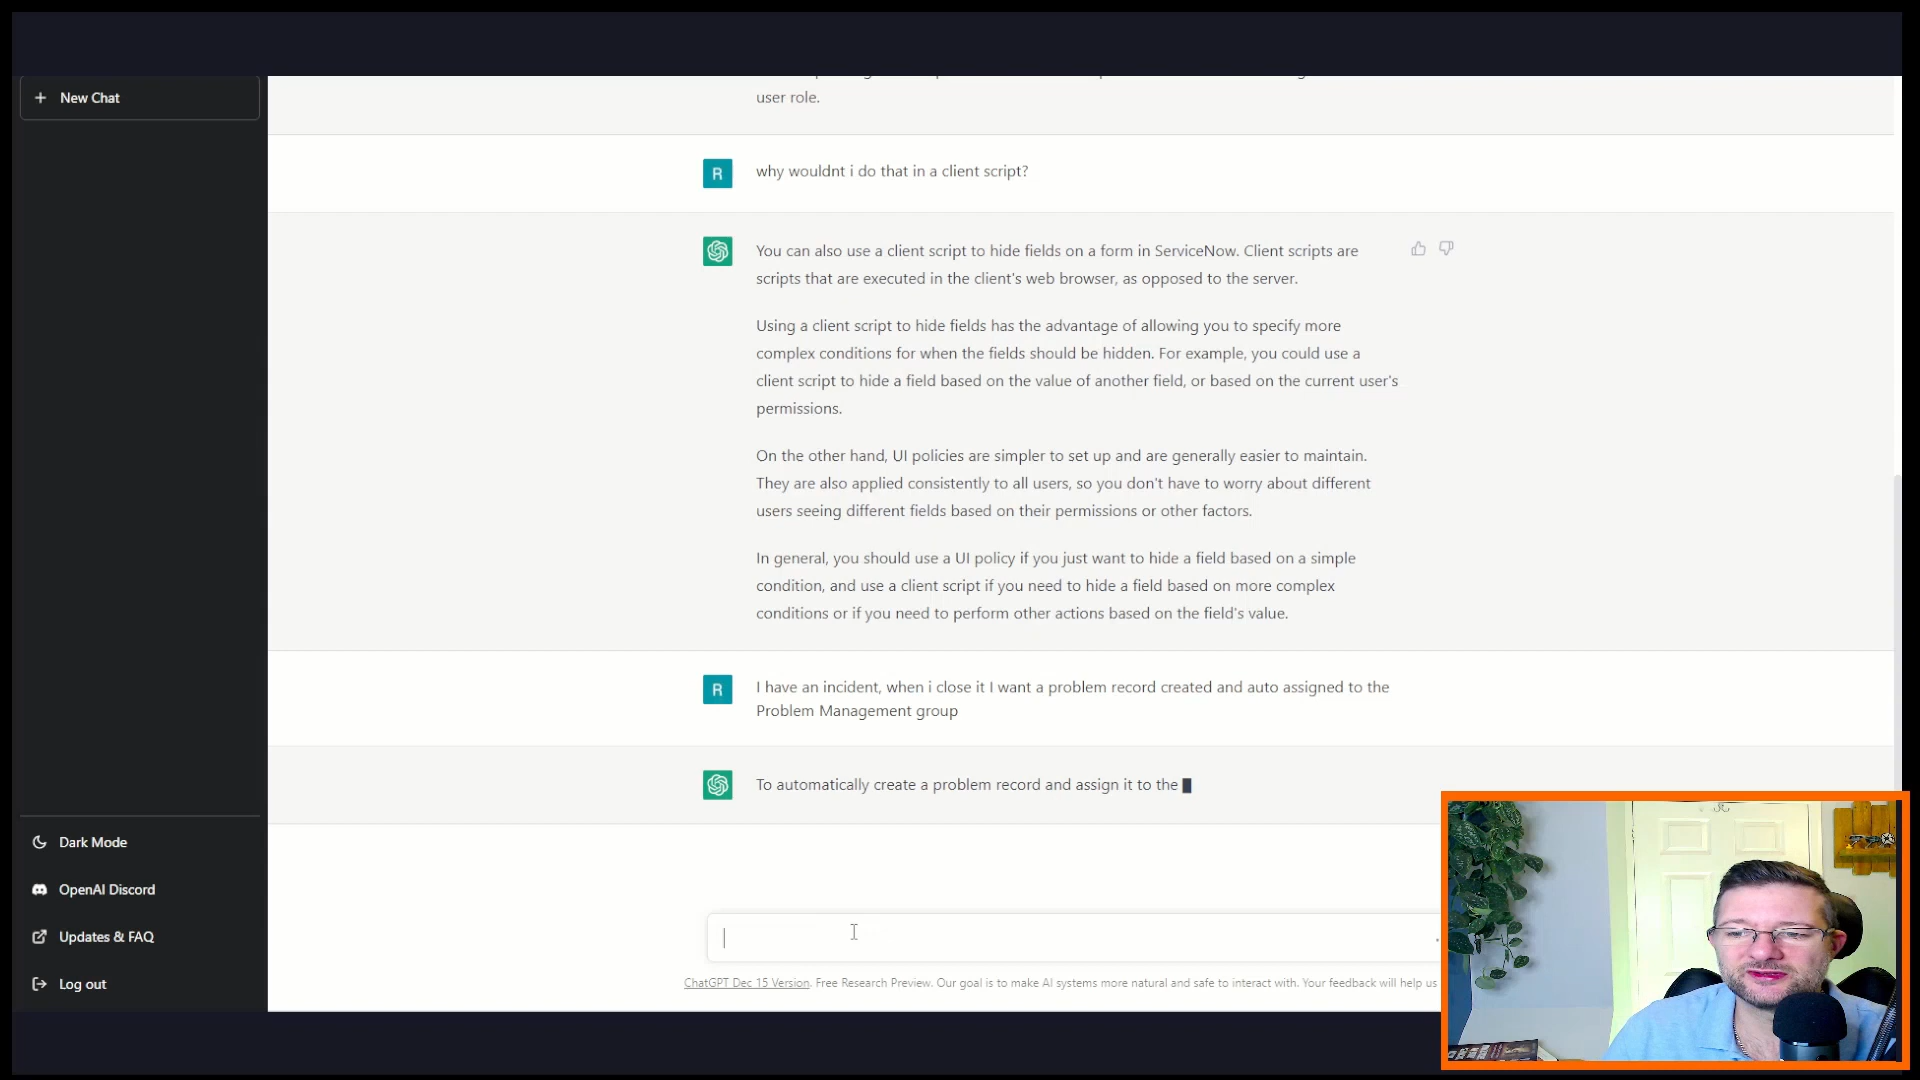 New Chat
user role.
R
why wouldnt i do that in a client script?
You can also use a client script to hide fields on a form in ServiceNow. Client scripts are
scripts that are executed in the client's web browser, as opposed to the server.
Using a client script to hide fields has the advantage of allowing you to specify more
complex conditions for when the fields should be hidden. For example, you could use a
client script to hide a field based on the value of another field, or based on the current user's
permissions.
On the other hand, UI policies are simpler to set up and are generally easier to maintain.
They are also applied consistently to all users, so you don't have to worry about different
users seeing different fields based on their permissions or other factors.
In general, you should use a UI policy if you just want to hide a field based on a simple
condition, and use a client script if you need to hide a field based on more complex
conditions or if you need to perform other actions based on the field's value.
R
I have an incident, when i close it I want a problem record created and auto assigned to the
Problem Management group
To automatically create a problem record and assign it to the
Dark Mode
OpenAI Discord
Updates & FAQ
Log out
ChatGPT Dec 15 Version. Free Research Preview. Our goal is to make AI systems more natural and safe to interact with. Your feedback will help us